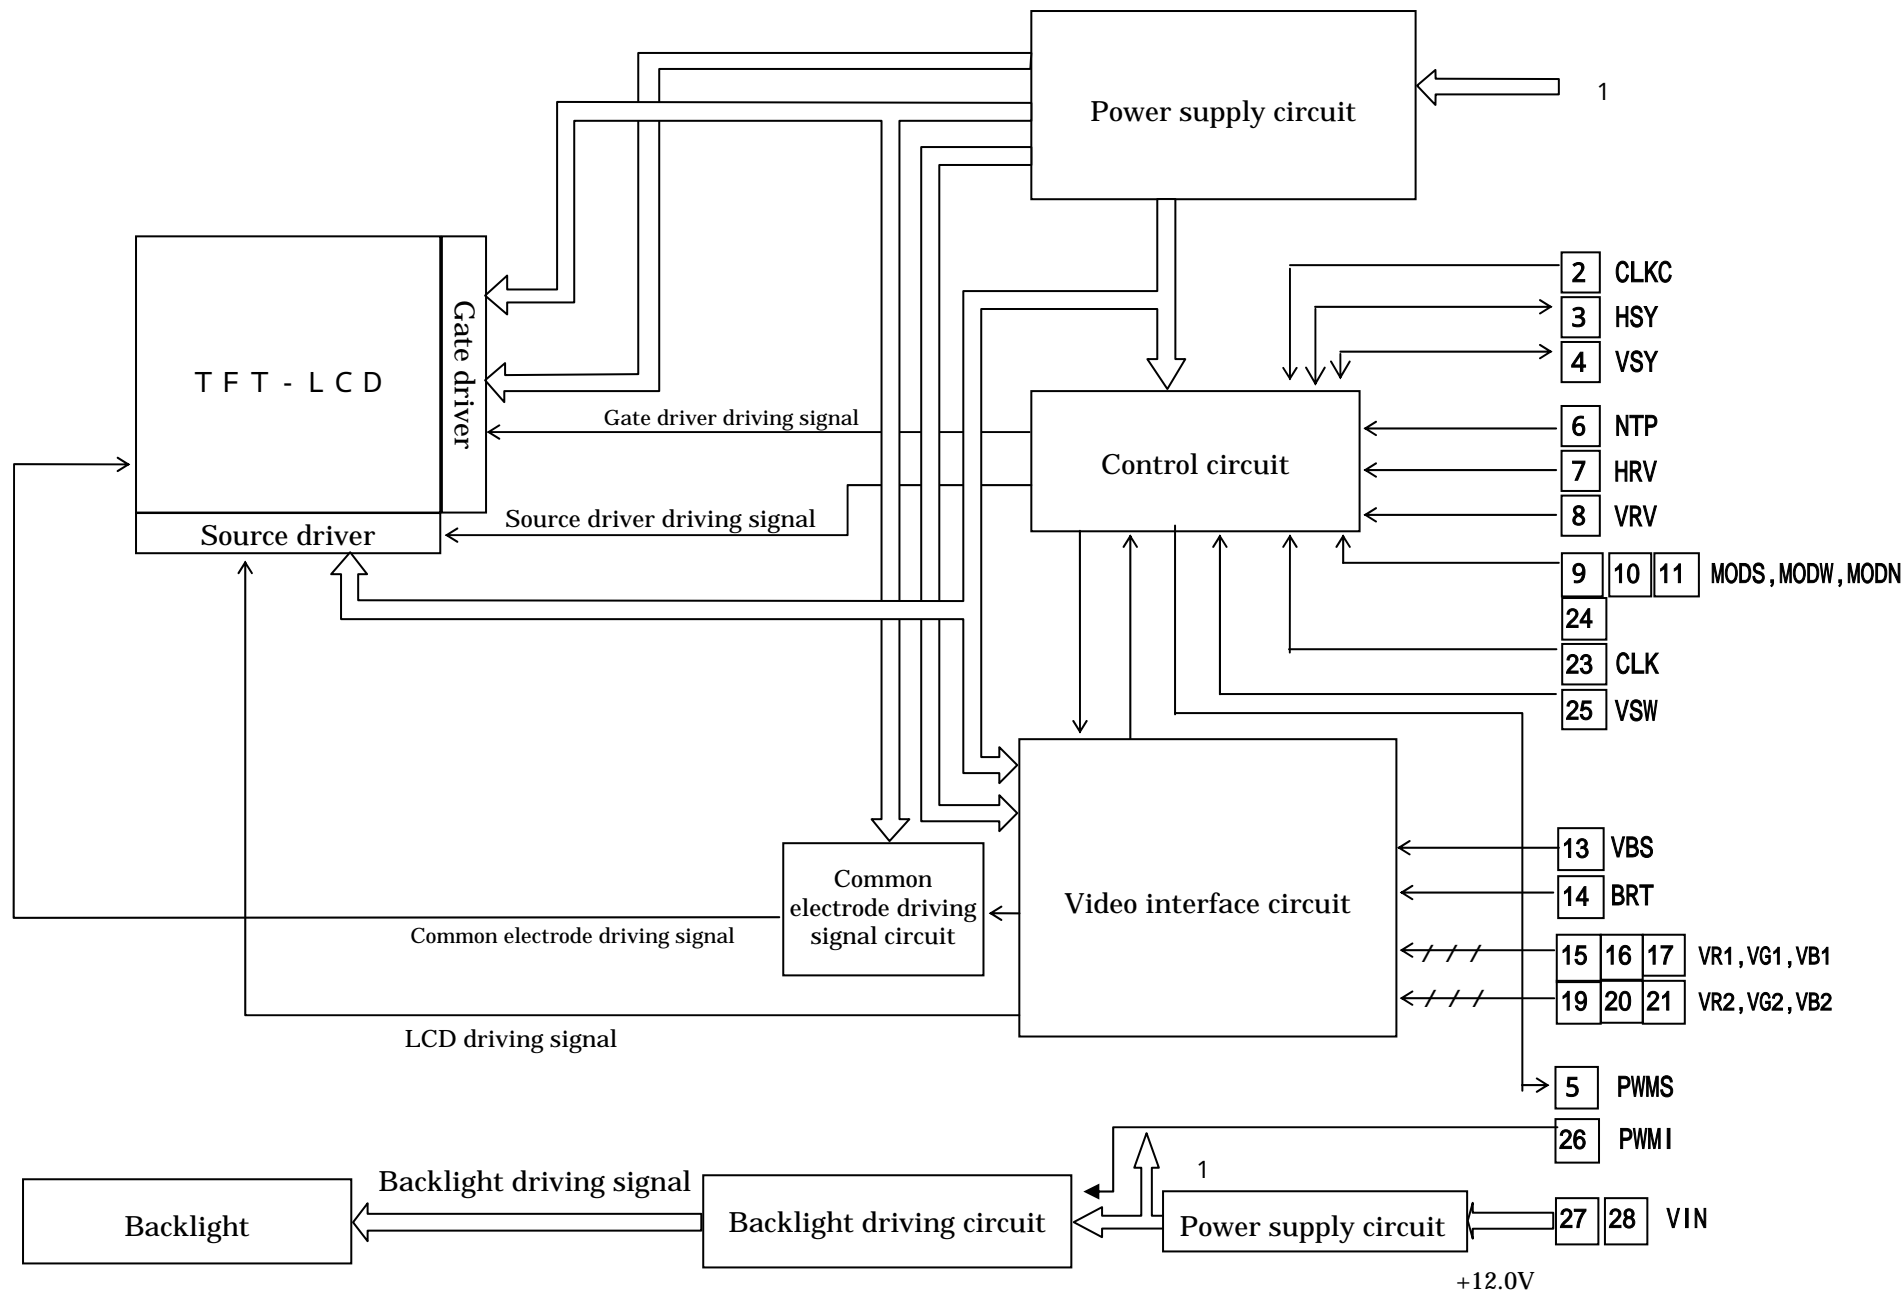 Power supply circuit
1
2 CLKC
3 HSY
4 VSY
TFT-LCD
Gate driver
Gate driver driving signal
Control circuit
6 NTP
7 HRV
8 VRV
Source driver
Source driver driving signal
9 10 11 MODS,MODW,MODN
24
23 CLK
25 VSW
13 VBS
14 BRT
Common
electrode driving
signal circuit
Video interface circuit
Common electrode driving signal
15 16 17 VR1,VG1,VB1
19 20 21 VR2,VG2,VB2
LCD driving signal
5 PWMS
26 PWMI
1
Backlight driving signal
Backlight
Backlight driving circuit
Power supply circuit
27 28 VIN
+12.0V